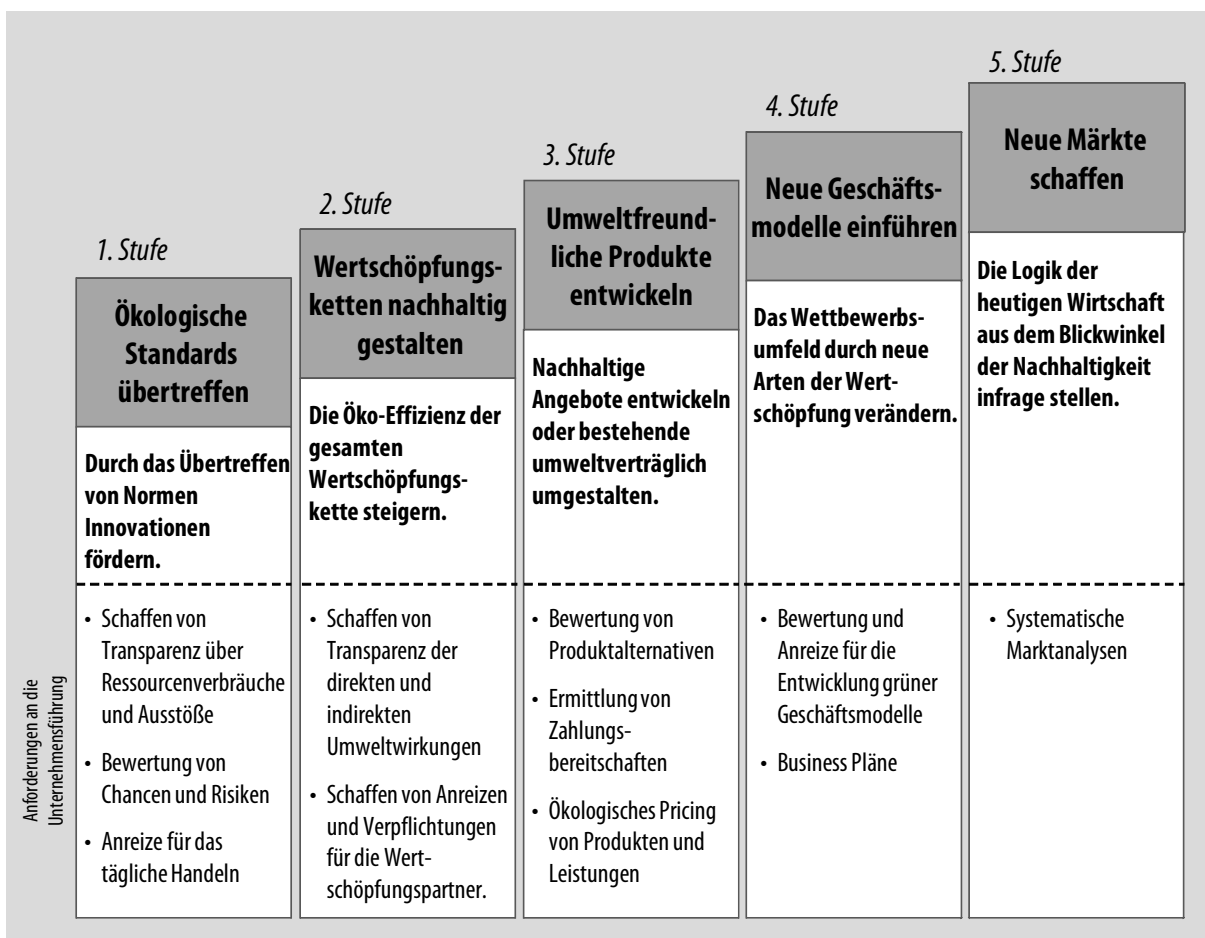 1. Stufe
Ökologische
Standards
übertreffen
Durch das Übertreffen
von Normen
Innovationen
fördern.
• Schaffen von
Transparenz über
Ressourcenverbräuche
und Ausstöße
• Bewertung von
Chancen und Risiken
• Anreize für das
tägliche Handeln
2. Stufe
Wertschöpfungs-
ketten nachhaltig
gestalten
Die Öko-Effizienz der
gesamten
Wertschöpfungs-
kette steigern.
• Schaffen von
Transparenz der
direkten und
indirekten
Umweltwirkungen
• Schaffen von Anreizen
und Verpflichtungen
für die Wert-
schöpfungspartner.
3. Stufe
Umweltfreund-
liche Produkte
entwickeln
Nachhaltige
Angebote entwickeln
oder bestehende
umweltverträglich
umgestalten.
• Bewertung von
Produktalternativen
• Ermittlung von
Zahlungs-
bereitschaften
• Ökologisches Pricing
von Produkten und
Leistungen
4. Stufe
Neue Geschäfts-
modelle einführen
Das Wettbewerbs-
umfeld durch neue
Arten der Wert-
schöpfung verändern.
• Bewertung und
Anreize für die
Entwicklung grüner
Geschäftsmodelle
• Business Pläne
5. Stufe
Neue Märkte
schaffen
Die Logik der
heutigen Wirtschaft
aus dem Blickwinkel
der Nachhaltigkeit
infrage stellen.
• Systematische
Marktanalysen
Anforderungen an die
Unternehmensführung